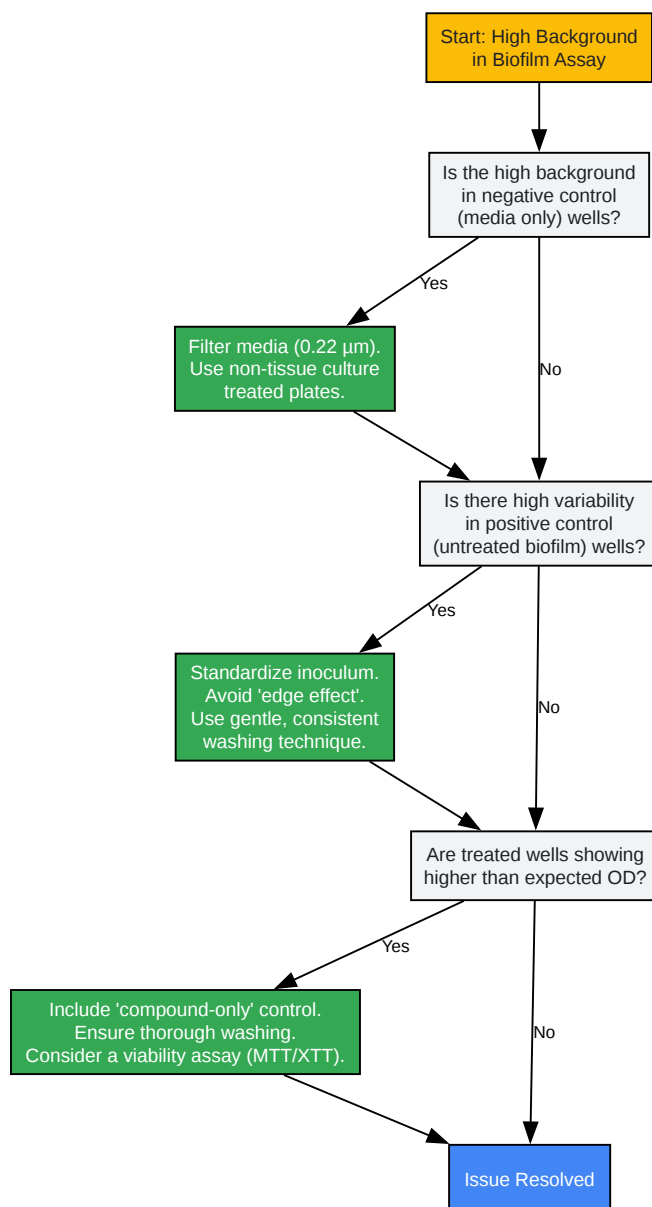 Start: High Background
in Biofilm Assay
Is the high background
in negative control
(media only) wells?
Yes
No
Filter media (0.22 µm).
Use non-tissue culture
treated plates.
Is there high variability
in positive control
(untreated biofilm) wells?
Yes
No
Standardize inoculum.
Avoid 'edge effect'.
Use gentle, consistent
washing technique.
Are treated wells showing
higher than expected OD?
Yes
No
Include 'compound-only' control.
Ensure thorough washing.
Consider a viability assay (MTT/XTT).
Issue Resolved